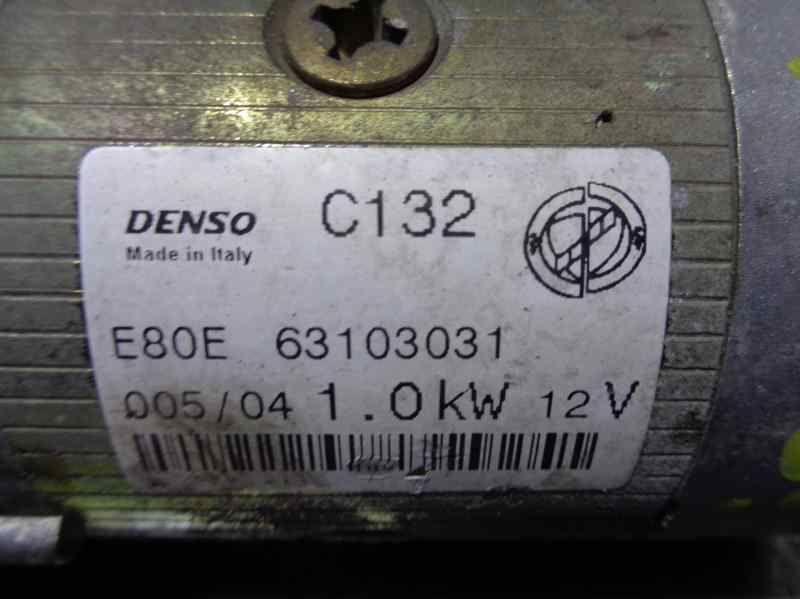 DENSO C132
Made in Italy
E80E 63103031
005/04 1.0kW 12V